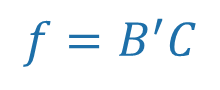 f = B′C